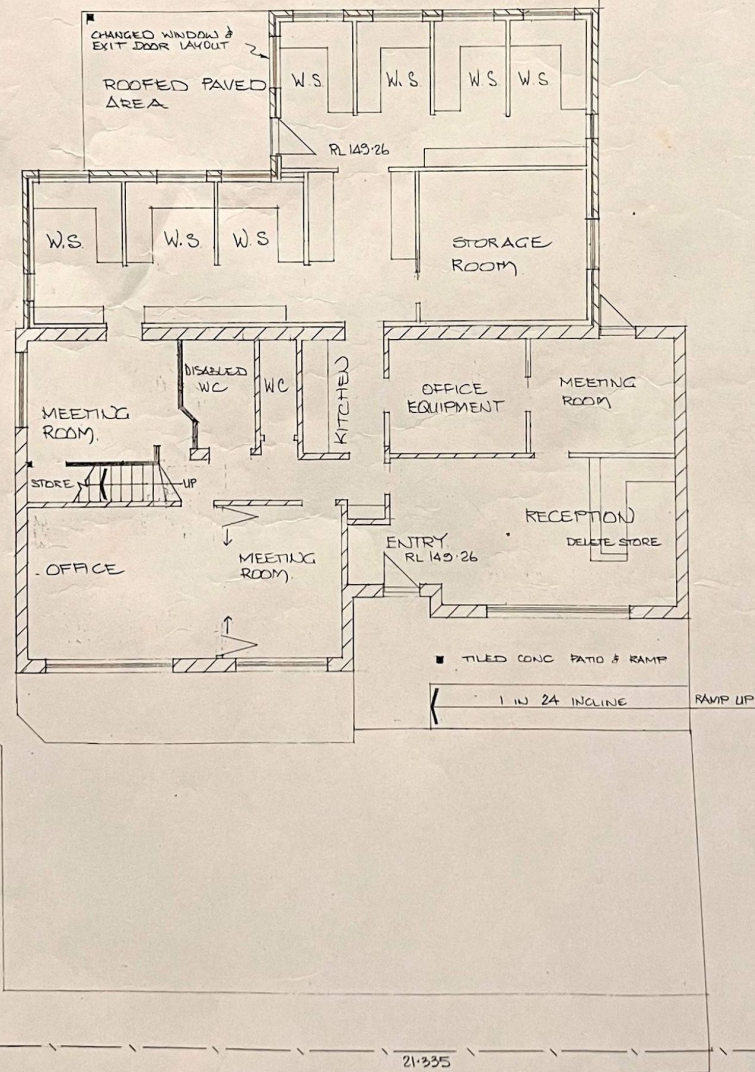 CHANGED WINDOW &
EXIT DOOR LAYOUT
ROOFED PAVED
AREA
W.S.
W.S
W.S
W.S
RL 149.26
W.S.
W.S
W.S
STORAGE
ROOM
DISABLED
WC
WC
KITCHEN
OFFICE
EQUIPMENT
MEETING
ROOM
MEETING
ROOM.
STORE
UP
RECEPTION
DELETE STORE
ENTRY.
RL 149.26
OFFICE
MEETING
ROOM.
TILED CONC PATIO & RAMP
1 IN 24 INCLINE
RAMP UP
21.335